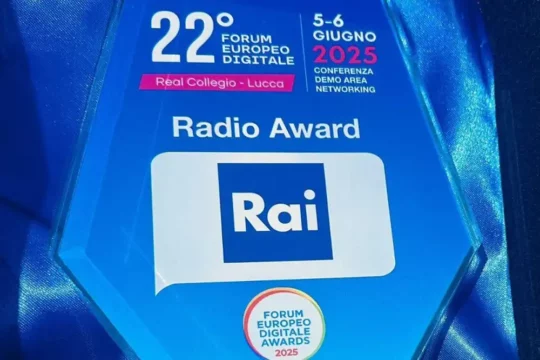 22° FORUM
EUROPEO
DIGITALE
Real Collegio - Lucca
5-6
GIUGNO
2025
CONFERENZA
DEMO AREA
NETWORKING
Radio Award
Rai
FORUM
EUROPEO
DIGITALE
AWARDS
2025